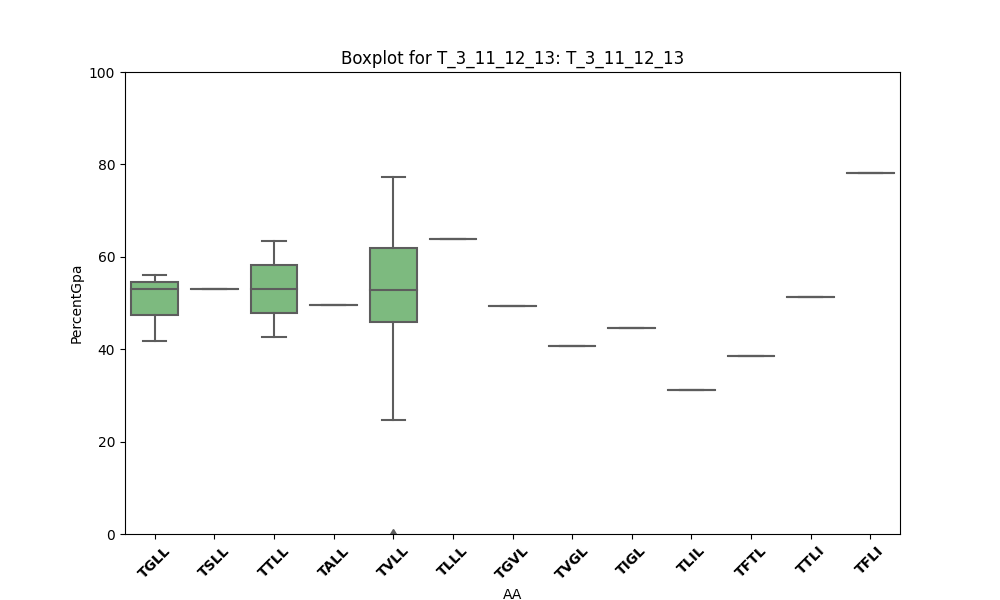 Boxplot for T_3_11_12_13: T_3_11_12_13
100
80
60
40
20
0
PercentGpa
TGLL
TSLL
TTLL
TALL
TVLL
TLLL
TGVL
TVGL
TIGL
TLIL
TFTL
TTLI
TFLI
AA